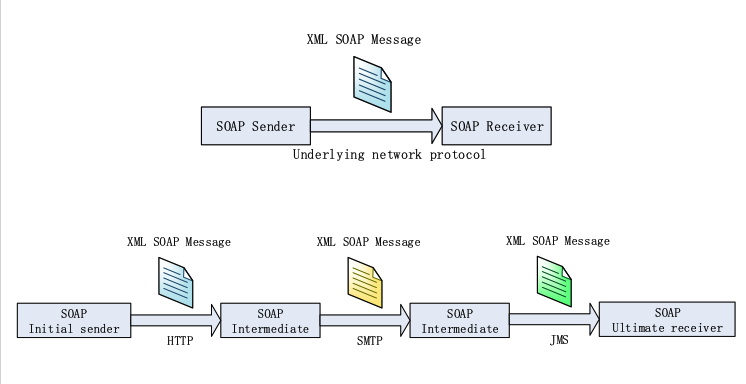 XML SOAP Message
SOAP Sender
SOAP Receiver
Underlying network protocol
XML SOAP Message
XML SOAP Message
XML SOAP Message
SOAP
Initial sender
SOAP
Intermediate
SOAP
Intermediate
SOAP
Ultimate receiver
HTTP
SMTP
JMS